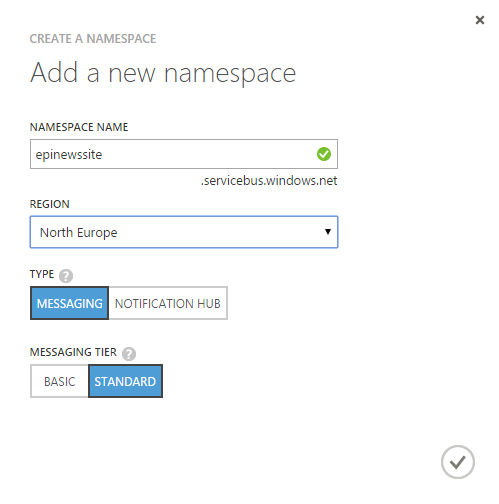 CREATE A NAMESPACE
Add a new namespace
NAMESPACE NAME
epinewssite
.servicebus.windows.net
REGION
North Europe
TYPE ?
MESSAGING NOTIFICATION HUB
MESSAGING TIER ?
BASIC STANDARD